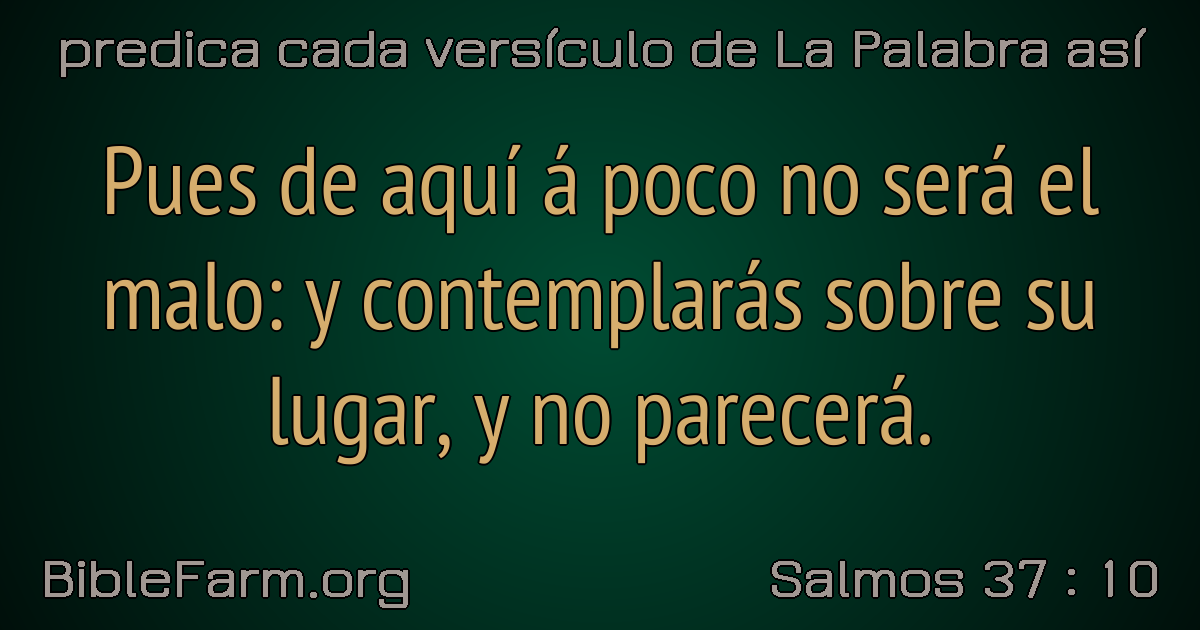 predica cada versículo de La Palabra así
Pues de aquí á poco no será el
malo: y contemplarás sobre su
lugar, y no parecerá.
BibleFarm.org
Salmos 37 : 10